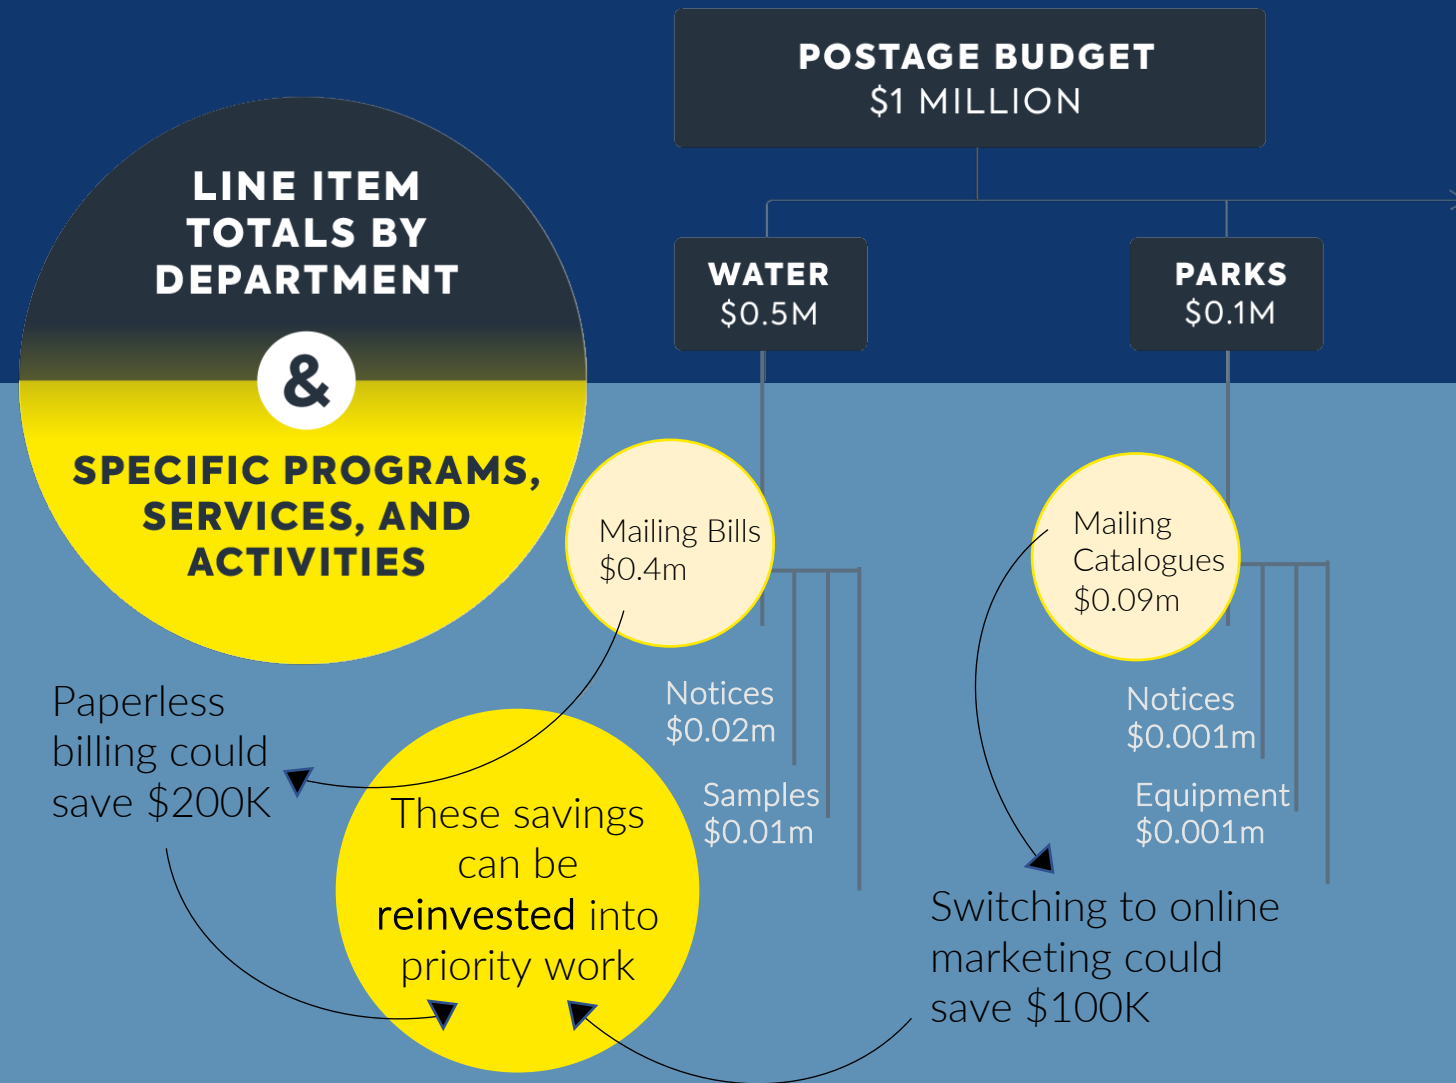 POSTAGE BUDGET
$1 MILLION
LINE ITEM
TOTALS BY
DEPARTMENT
&
SPECIFIC PROGRAMS,
SERVICES, AND
ACTIVITIES
WATER
$0.5M
PARKS
$0.1M
Mailing Bills
$0.4m
Mailing
Catalogues
$0.09m
Notices
$0.02m
Samples
$0.01m
Notices
$0.001m
Equipment
$0.001m
Paperless
billing could
save $200K
These savings
can be
reinvested into
priority work
Switching to online
marketing could
save $100K